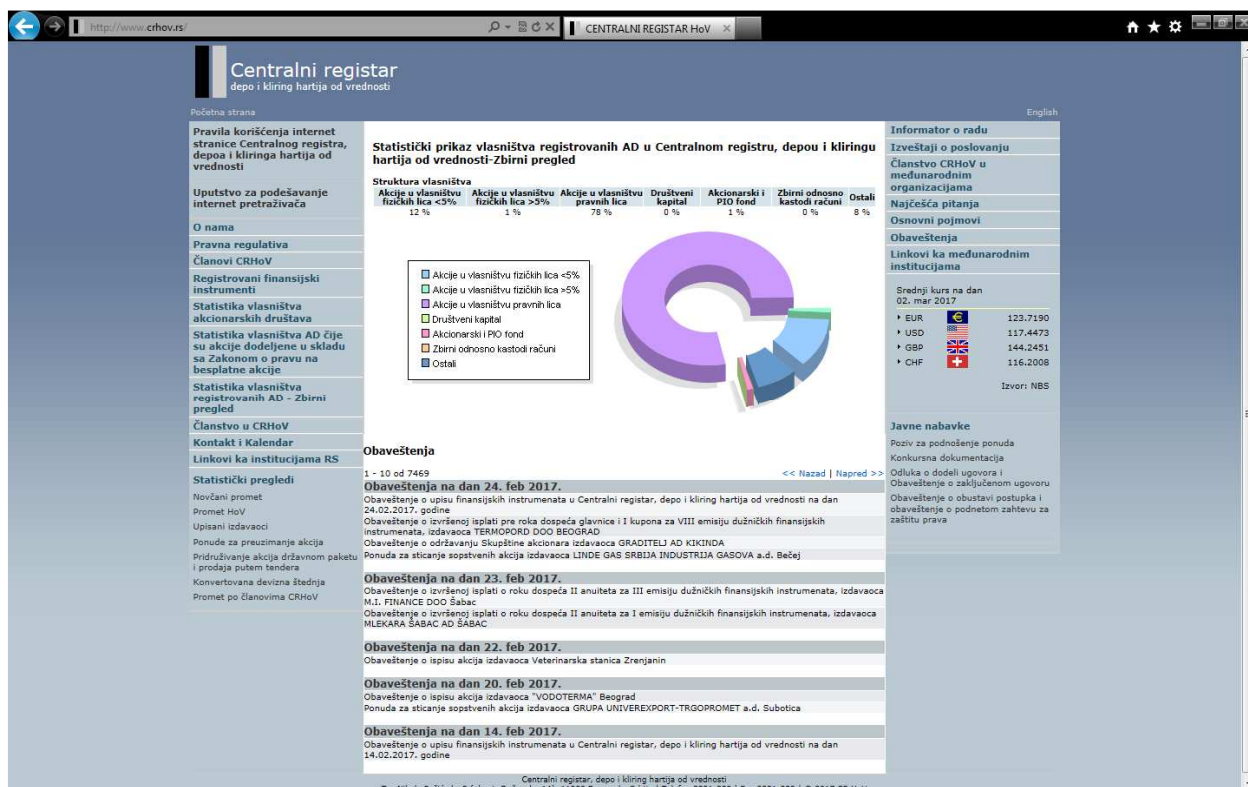 http://www.crhov.rs/
CENTRALNI REGISTAR HoV
Centralni registar
depo i kliring hartija od vrednosti
Početna strana
English
Pravila korišćenja internet
stranice Centralnog registra,
depoa i kliringa hartija od
vrednosti
Uputstvo za podešavanje
internet pretraživača
O nama
Pravna regulativa
Članovi CRHoV
Registrovani finansijski
instrumenti
Statistika vlasništva
akcionarskih društava
Statistika vlasništva AD čije
su akcije dodeljene u skladu
sa Zakonom o pravu na
besplatne akcije
Statistika vlasništva
registrovanih AD - Zbirni
pregled
Članstvo u CRHoV
Kontakt i Kalendar
Linkovi ka institucijama RS
Statistički pregledi
Novčani promet
Promet HoV
Upisani izdavaoci
Ponude za preuzimanje akcija
Pridruživanje akcija državnom paketu
i prodaja putem tendera
Konvertovana devizna štednja
Promet po članovima CRHoV
Statistički prikaz vlasništva registrovanih AD u Centralnom registru, depou i kliringu
hartija od vrednosti-Zbirni pregled
Struktura vlasništva
Akcije u vlasništvu fizičkih lica <5%
Akcije u vlasništvu fizičkih lica >5%
Akcije u vlasništvu pravnih lica
Društveni kapital
Akcionarski i PIO fond
Zbirni odnosno kastodi računi
Ostali
12 % 1 % 78 % 0 % 1 % 0 % 8 %
Akcije u vlasništvu fizičkih lica <5%
Akcije u vlasništvu fizičkih lica >5%
Akcije u vlasništvu pravnih lica
Društveni kapital
Akcionarski i PIO fond
Zbirni odnosno kastodi računi
Ostali
Obaveštenja
1 - 10 od 7469
<< Nazad | Napred >>
Obaveštenja na dan 24. feb 2017.
Obaveštenje o upisu finansijskih instrumenata u Centralni registar, depo i kliring hartija od vrednosti na dan
24.02.2017. godine
Obaveštenje o izvršenoj isplati pre roka dospeća glavnice i I kupona za VIII emisiju dužničkih finansijskih
instrumenata, izdavaoca TERMOPORD DOO BEOGRAD
Obaveštenje o održavanju Skupštine akcionara izdavaoca GRADITELJ AD KIKINDA
Ponuda za sticanje sopstvenih akcija izdavaoca LINDE GAS SRBIJA INDUSTRIJA GASOVA a.d. Bečej
Obaveštenja na dan 23. feb 2017.
Obaveštenje o izvršenoj isplati o roku dospeća II anuiteta za III emisiju dužničkih finansijskih instrumenata, izdavaoca
M.I. FINANCE DOO Šabac
Obaveštenje o izvršenoj isplati o roku dospeća II anuiteta za I emisiju dužničkih finansijskih instrumenata, izdavaoca
MLEKARA ŠABAC AD ŠABAC
Obaveštenja na dan 22. feb 2017.
Obaveštenje o ispisu akcija izdavaoca Veterinarska stanica Zrenjanin
Obaveštenja na dan 20. feb 2017.
Obaveštenje o ispisu akcija izdavaoca "VODOTERMA" Beograd
Ponuda za sticanje sopstvenih akcija izdavaoca GRUPA UNIVEREXPORT-TRGOPROMET a.d. Subotica
Obaveštenja na dan 14. feb 2017.
Obaveštenje o upisu finansijskih instrumenata u Centralni registar, depo i kliring hartija od vrednosti na dan
14.02.2017. godine
Informator o radu
Izveštaji o poslovanju
Članstvo CRHoV u
međunarodnim
organizacijama
Najčešća pitanja
Osnovni pojmovi
Obaveštenja
Linkovi ka međunarodnim
institucijama
Srednji kurs na dan
02. mar 2017
EUR 123.7190
USD 117.4473
GBP 144.2451
CHF 116.2008
Izvor: NBS
Javne nabavke
Poziv za podnošenje ponuda
Konkursna dokumentacija
Odluka o dodeli ugovora i
Obaveštenje o zaključenom ugovoru
Obaveštenje o obustavi postupka i
obaveštenje o podnetom zahtevu za
zaštitu prava
Centralni registar, depo i kliring hartija od vrednosti